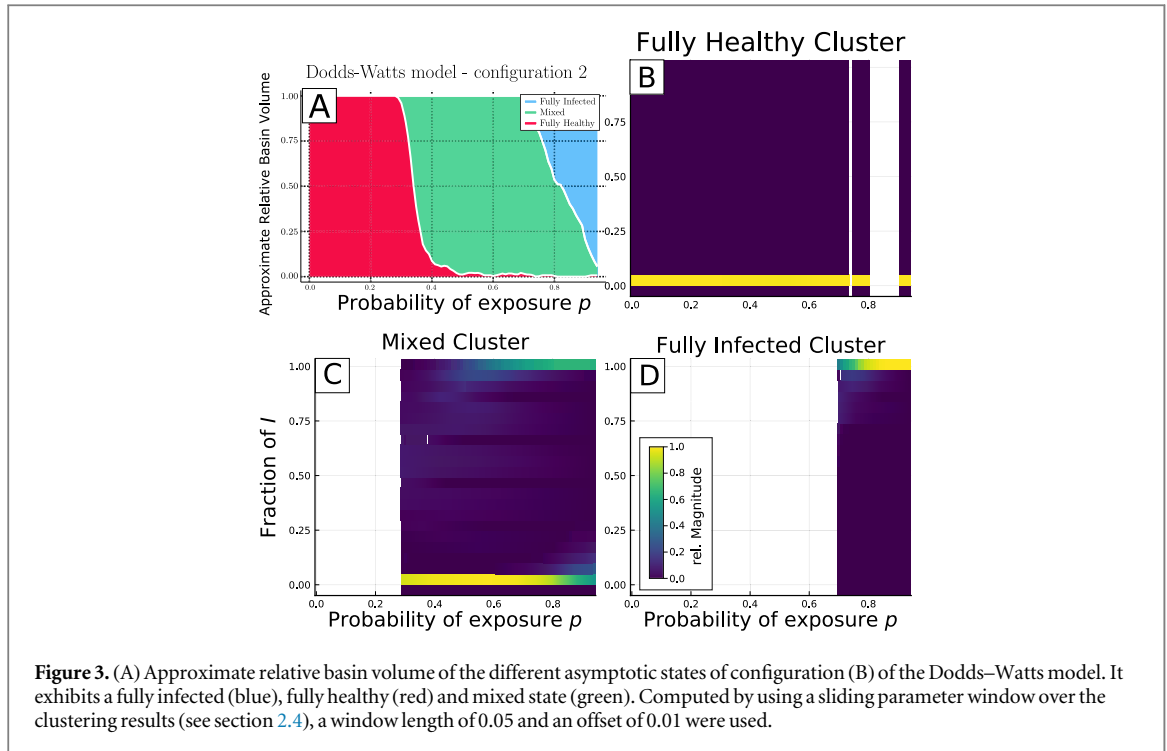 Dodds-Watts model - configuration 2
A
Fully Infected
Mixed
Fully Healthy
Approximate Relative Basin Volume
1.00
0.75
0.50
0.25
0.00
0.0 0.2 0.4 0.6 0.8
Probability of exposure p
Fully Healthy Cluster
B
0.75
0.50
0.25
0.00
0.0 0.2 0.4 0.6 0.8
Mixed Cluster
C
Fraction of I
1.00
0.75
0.50
0.25
0.00
0.0 0.2 0.4 0.6 0.8
Probability of exposure p
Fully Infected Cluster
D
1.00
0.75
0.50
0.25
0.00
1.0
0.8
0.6
0.4
0.2
0.0
rel. Magnitude
0.0 0.2 0.4 0.6 0.8
Probability of exposure p
Figure 3. (A) Approximate relative basin volume of the different asymptotic states of configuration (B) of the Dodds–Watts model. It
exhibits a fully infected (blue), fully healthy (red) and mixed state (green). Computed by using a sliding parameter window over the
clustering results (see section 2.4), a window length of 0.05 and an offset of 0.01 were used.